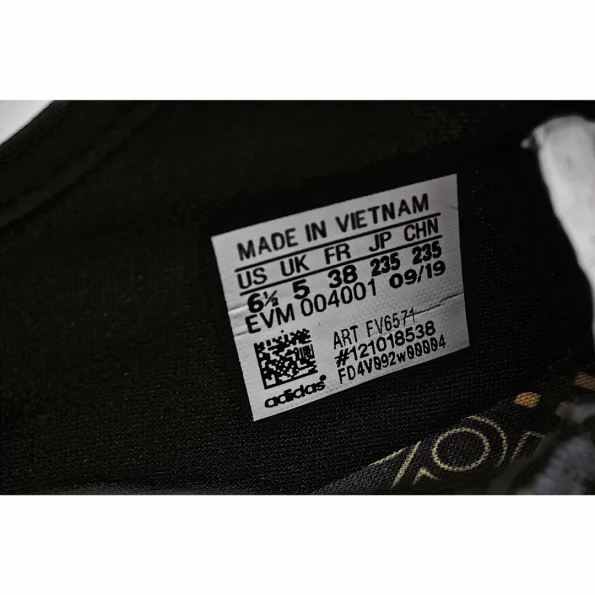 MADE IN VIETNAM
US UK FR JP CHN
6½ 5 38 235 235
EVM 004001 09/19
ART FV6571
#121018538
FD4V092w00004
adidas